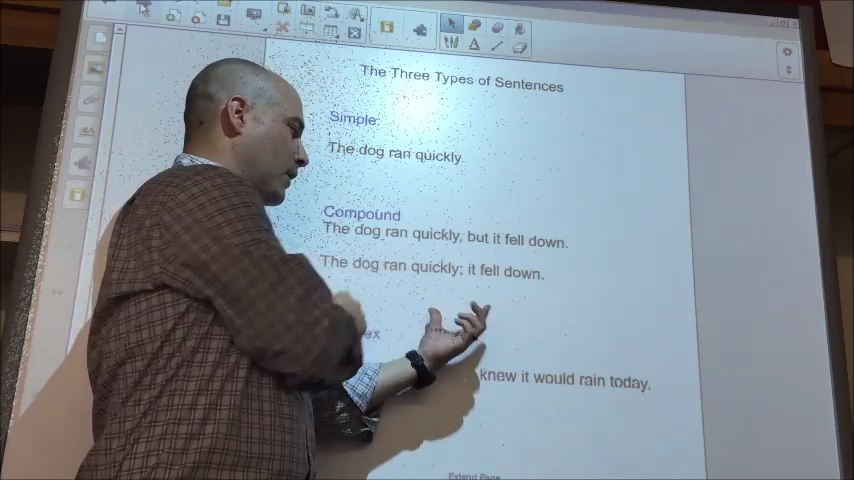 The Three Types of Sentences
Simple:
The dog ran quickly.
Compound
The dog ran quickly, but it fell down.
The dog ran quickly; it fell down.
ex
knew it would rain today.
Extend Page